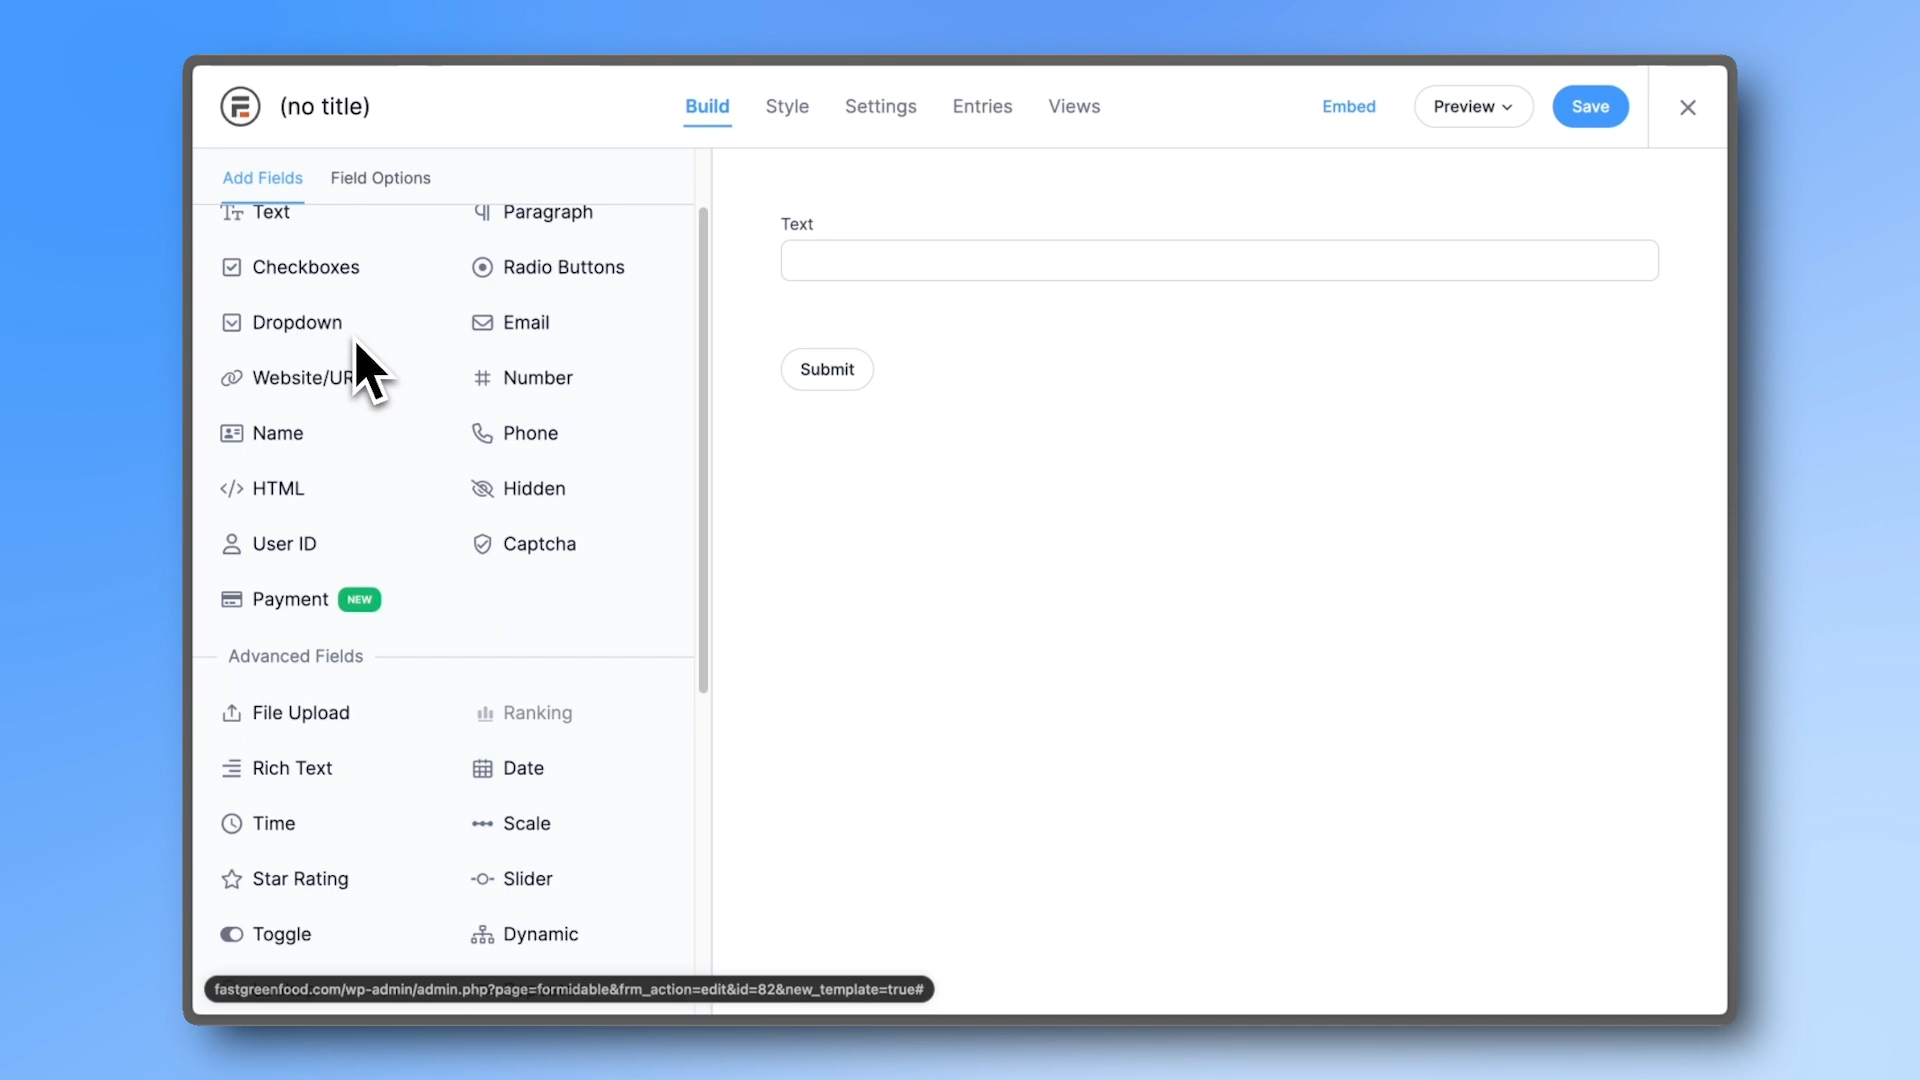 (no title)
Build Style Settings Entries Views
Embed Preview Save
Add Fields Field Options
Text Paragraph
Checkboxes Radio Buttons
Dropdown Email
Website/UR Number
Name Phone
HTML Hidden
User ID Captcha
Payment NEW
Advanced Fields
File Upload Ranking
Rich Text Date
Time Scale
Star Rating Slider
Toggle Dynamic
fastgreenfood.com/wp-admin/admin.php?page=formidable&frm_action=edit&id=82&new_template=true#
Text
Submit